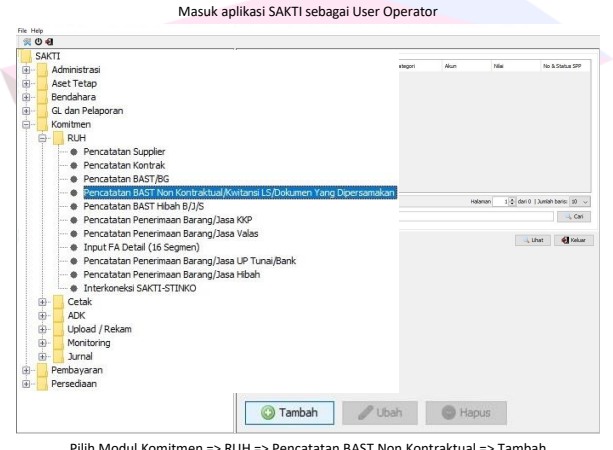 Masuk aplikasi SAKTI sebagai User Operator
File Help
SAKTI
Administrasi
Aset Tetap
Bendahara
GL dan Pelaporan
Komitmen
RUH
Pencatatan Supplier
Pencatatan Kontrak
Pencatatan BAST/BG
Pencatatan BAST Non Kontraktual/Kwitansi LS/Dokumen Yang Dipersamakan
Pencatatan BAST Hibah B/J/S
Pencatatan Penerimaan Barang/Jasa KKP
Pencatatan Penerimaan Barang/Jasa Valas
Input FA Detail (16 Segmen)
Pencatatan Penerimaan Barang/Jasa UP Tunai/Bank
Pencatatan Penerimaan Barang/Jasa Hibah
Interkoneksi SAKTI-STINKO
Cetak
ADK
Upload / Rekam
Monitoring
Jurnal
Pembayaran
Persediaan
ategori Akun Nilai No & Status SPP
Halaman 1 dari 0 | Jumlah baris: 10
Cari
Lihat Keluar
Tambah Ubah Hapus
Pilih Modul Komitmen => RUH => Pencatatan BAST Non Kontraktual => Tambah